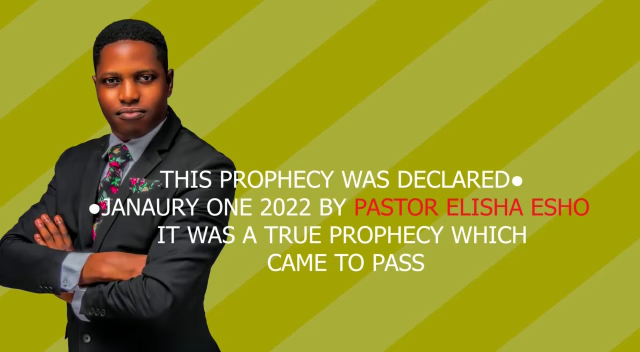 THIS PROPHECY WAS DECLARED●
●JANAURY ONE 2022 BY PASTOR ELISHA ESHO
IT WAS A TRUE PROPHECY WHICH
CAME TO PASS